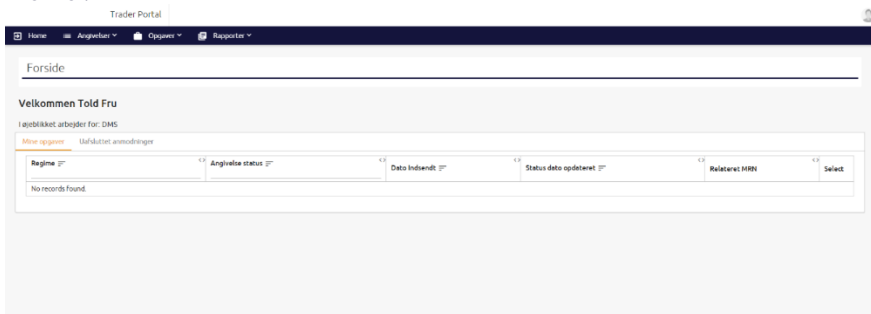 Trader Portal
Home Angivelser Opgaver Rapporter
Forside
Velkommen Told Fru
I øjeblikket arbejder for: DMS
Mine opgaver Uafsluttet anmodninger
Regime Angivelse status Dato Indsendt Status dato opdateret Relateret MRN Select
No records found.